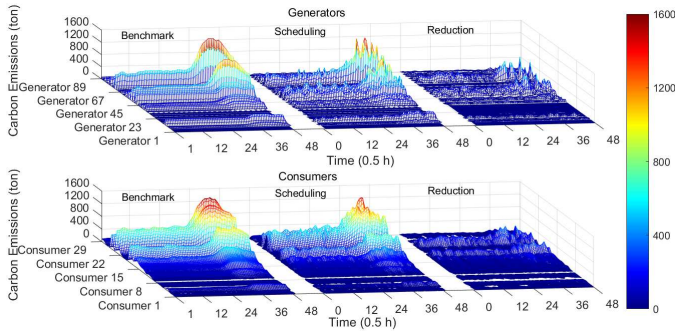 Generators
Carbon Emissions (ton)
1600
1200
800
400
0
Benchmark
Scheduling
Reduction
Generator 89
Generator 67
Generator 45
Generator 23
Generator 1
1 12 24 36 48 0 12 24 36 48 0 12 24 36 48
Time (0.5 h)
Consumers
Carbon Emissions (ton)
1600
1200
800
400
0
Benchmark
Scheduling
Reduction
Consumer 29
Consumer 22
Consumer 15
Consumer 8
Consumer 1
1 12 24 36 48 0 12 24 36 48 0 12 24 36 48
Time (0.5 h)
1600
1200
800
400
0